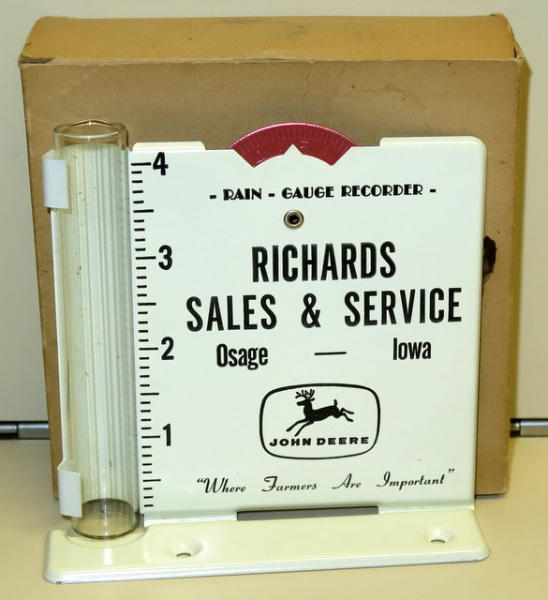 4
- RAIN - GAUGE RECORDER -
3
RICHARDS
SALES & SERVICE
2
Osage — Iowa
1
JOHN DEERE
"Where Farmers Are Important"